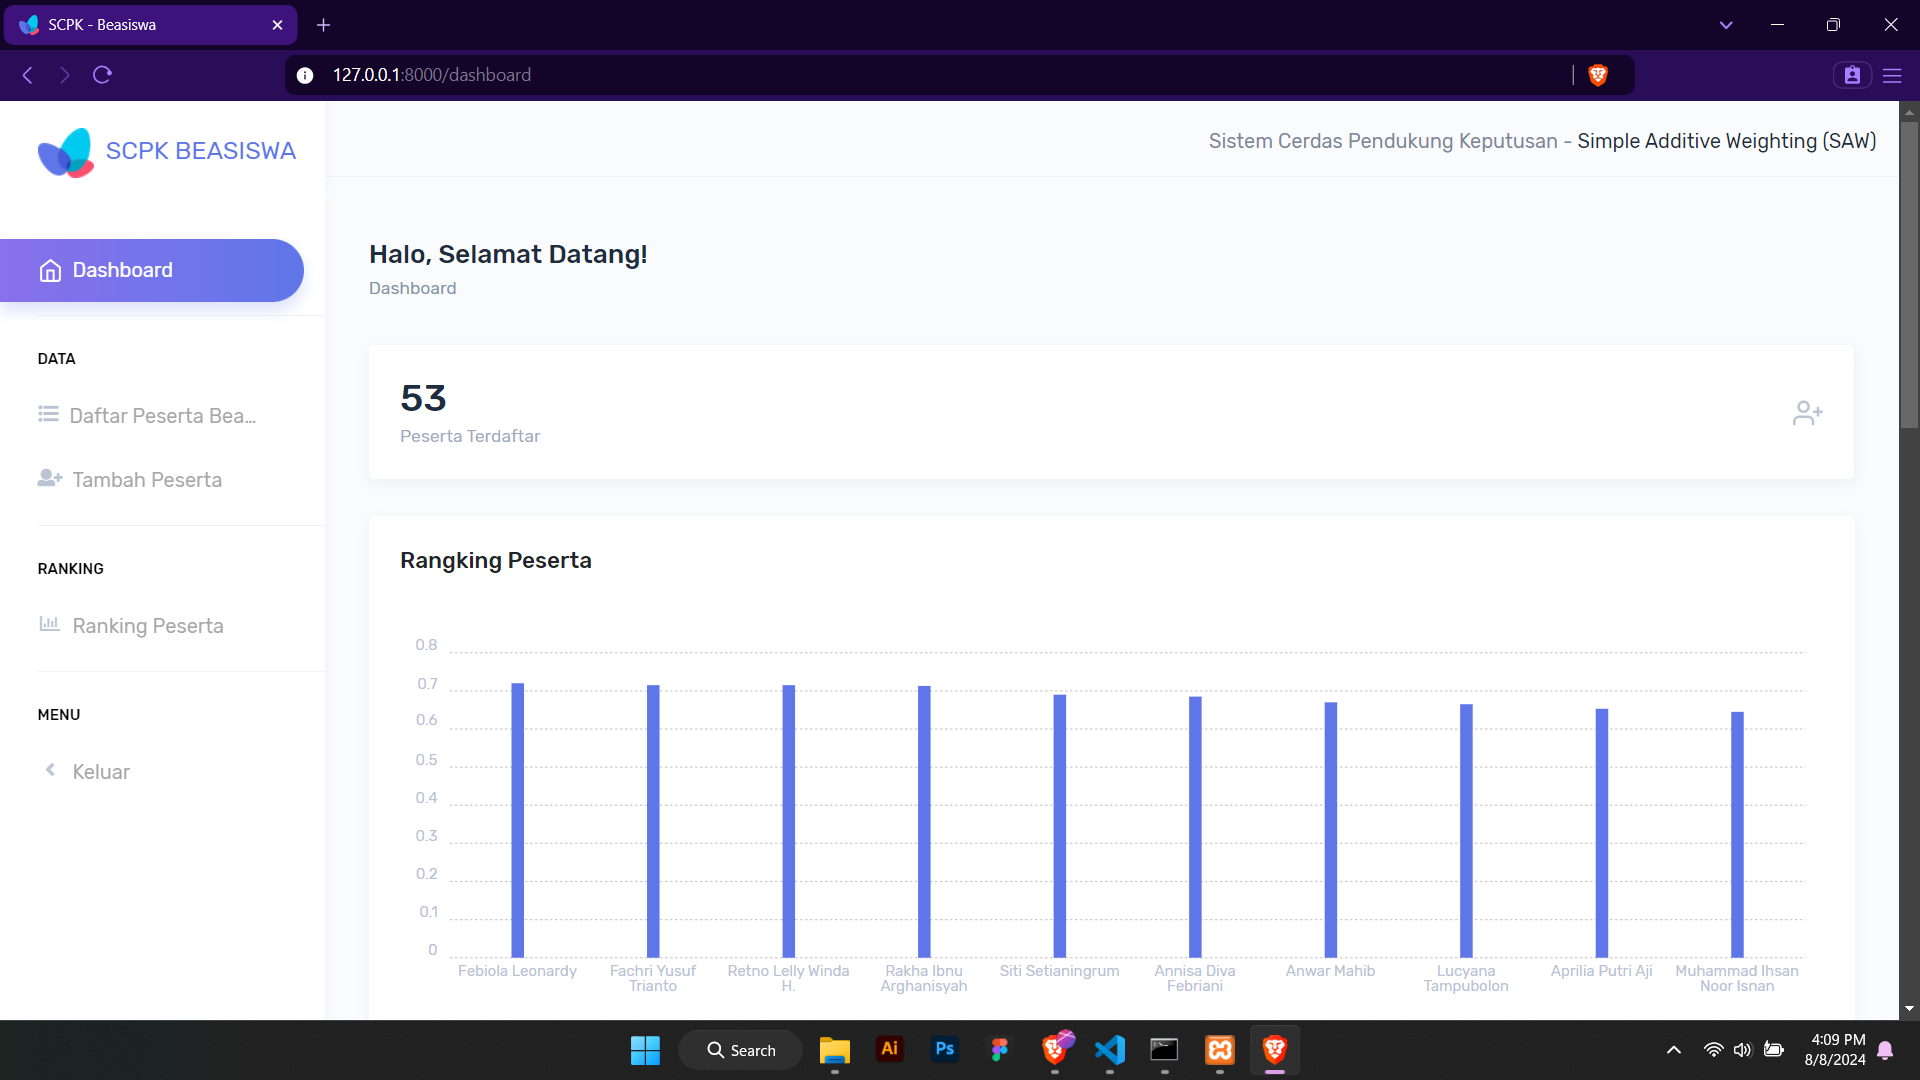 SCPK - Beasiswa
127.0.0.1:8000/dashboard
SCPK BEASISWA
Sistem Cerdas Pendukung Keputusan - Simple Additive Weighting (SAW)
Dashboard
DATA
Daftar Peserta Bea...
Tambah Peserta
RANKING
Ranking Peserta
MENU
Keluar
Halo, Selamat Datang!
Dashboard
53
Peserta Terdaftar
Rangking Peserta
0.8
0.7
0.6
0.5
0.4
0.3
0.2
0.1
0
Febiola Leonardy
Fachri Yusuf
Trianto
Retno Lelly Winda
H.
Rakha Ibnu
Arghanisyah
Siti Setianingrum
Annisa Diva
Febriani
Anwar Mahib
Lucyana
Tampubolon
Aprilia Putri Aji
Muhammad Ihsan
Noor Isnan
Search
Ai
Ps
4:09 PM
8/8/2024